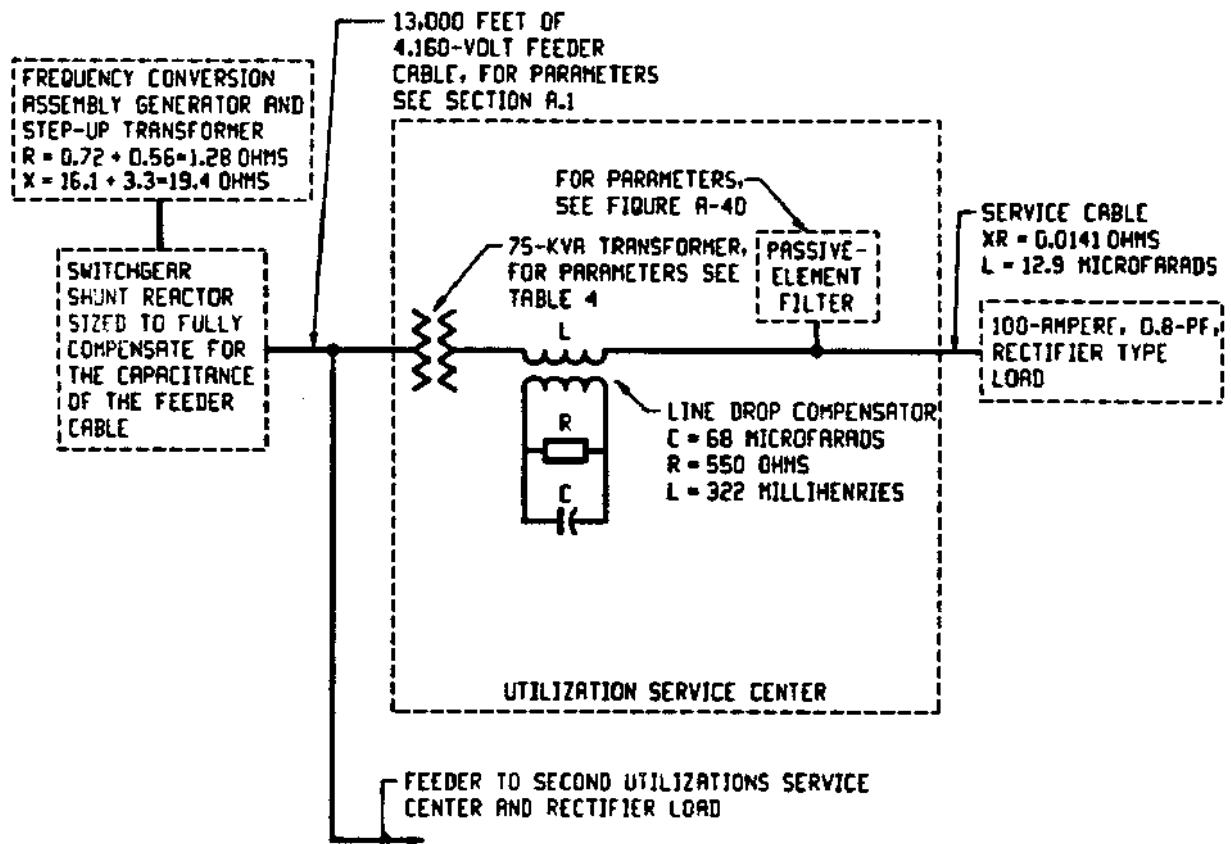 13,000 FEET OF
4.160-VOLT FEEDER
CABLE, FOR PARAMETERS
SEE SECTION A.1
FREQUENCY CONVERSION
ASSEMBLY GENERATOR AND
STEP-UP TRANSFORMER
R = 0.72 + 0.56=1.28 OHMS
X = 16.1 + 3.3=19.4 OHMS
SWITCHGEAR
SHUNT REACTOR
SIZED TO FULLY
COMPENSATE FOR
THE CAPACITANCE
OF THE FEEDER
CABLE
FOR PARAMETERS,
SEE FIQURE A-4D
75-KVA TRANSFORMER,
FOR PARAMETERS SEE
TABLE 4
PASSIVE-
ELEMENT
FILTER
SERVICE CABLE
XR = 0.0141 OHMS
L = 12.9 MICROFARADS
100-AMPERE, 0.8-PF,
RECTIFIER TYPE
LOAD
L
R
C
LINE DROP COMPENSATOR
C = 68 MICROFARADS
R = 550 OHMS
L = 322 MILLIHENRIES
UTILIZATION SERVICE CENTER
FEEDER TO SECOND UTILIZATIONS SERVICE
CENTER AND RECTIFIER LOAD